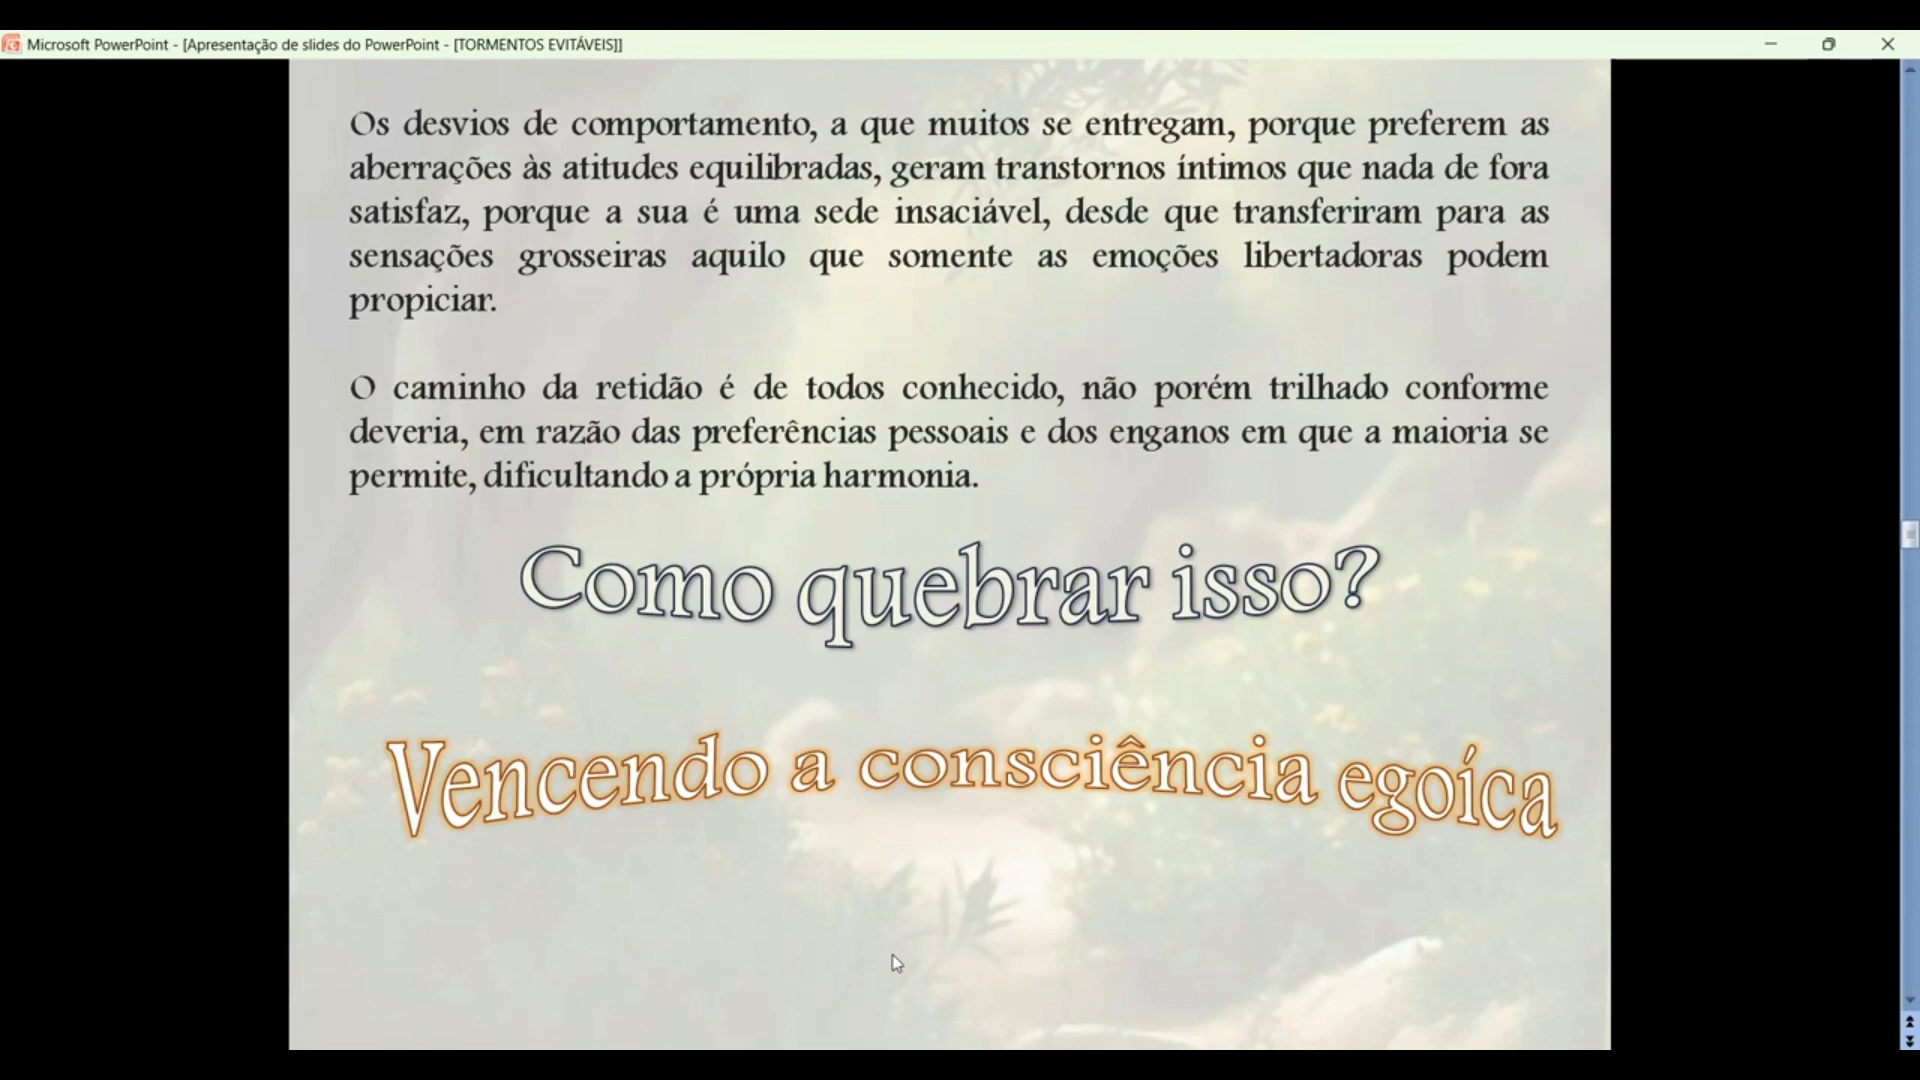 Microsoft PowerPoint - [Apresentação de slides do PowerPoint - [TORMENTOS EVITÁVEIS]]
Os desvios de comportamento, a que muitos se entregam, porque preferem as
aberrações às atitudes equilibradas, geram transtornos íntimos que nada de fora
satisfaz, porque a sua é uma sede insaciável, desde que transferiram para as
sensações grosseiras aquilo que somente as emoções libertadoras podem
propiciar.
O caminho da retidão é de todos conhecido, não porém trilhado conforme
deveria, em razão das preferências pessoais e dos enganos em que a maioria se
permite, dificultando a própria harmonia.
Como quebrar isso?
Vencendo a consciência egoíca